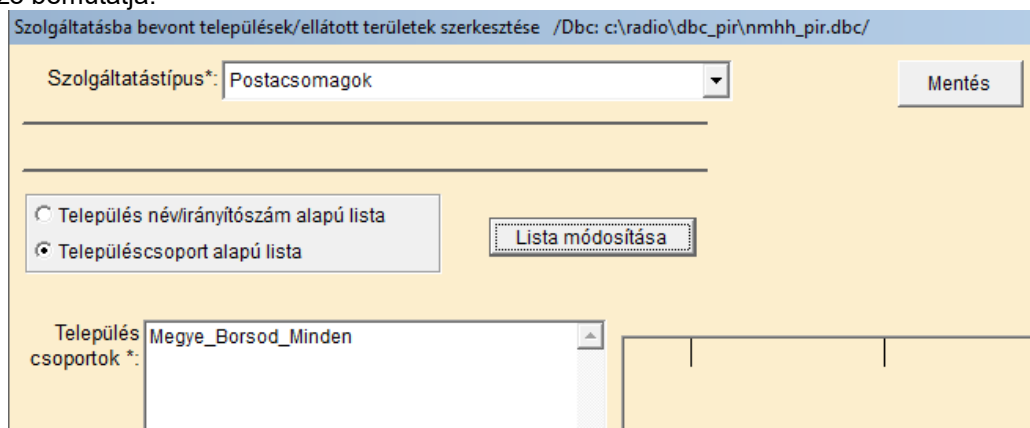 bemutatja:
Szolgáltatásba bevont települések/ellátott területek szerkesztése /Dbc: c:\radio\dbc_pir\nmhh_pir.dbc/
Szolgáltatástípus*: Postacsomagok
Mentés
Település név/irányítószám alapú lista
Településcsoport alapú lista
Lista módosítása
Település
csoportok *:
Megye_Borsod_Minden